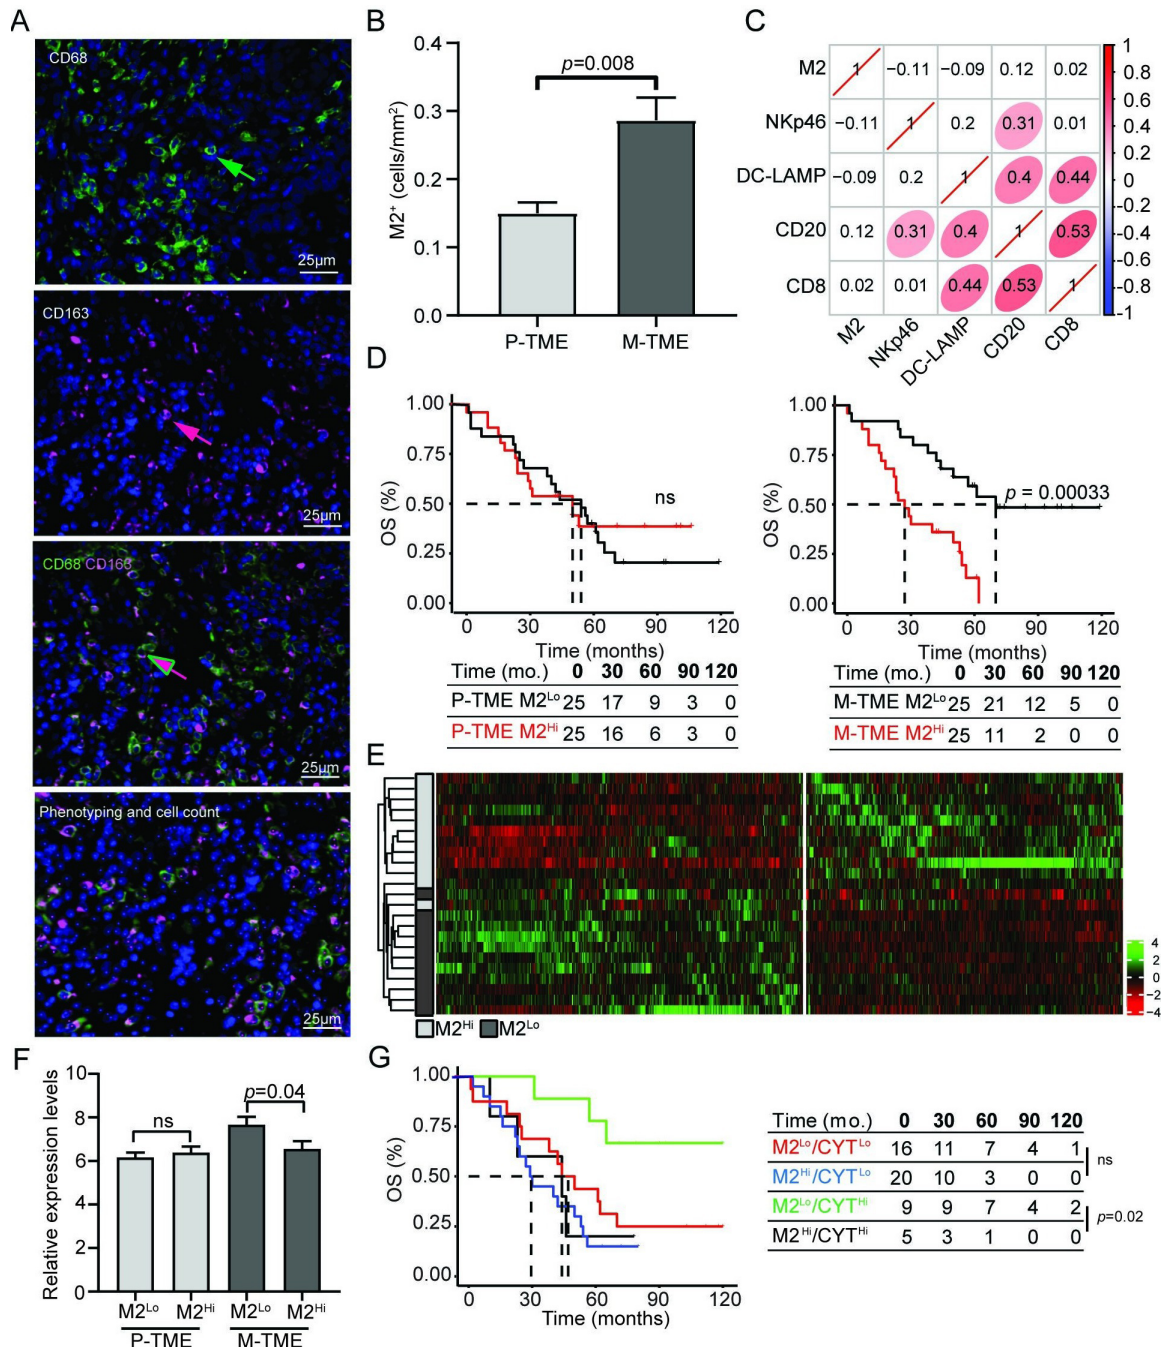 A
CD68
25µm
CD163
25µm
CD68 CD163
25µm
Phenotyping and cell count
25µm
B
M2⁺ (cells/mm²)
0.4
0.3
0.2
0.1
0.0
p=0.008
P-TME
M-TME
C
M2 1 −0.11 −0.09 0.12 0.02
NKp46 −0.11 1 0.2 0.31 0.01
DC-LAMP −0.09 0.2 1 0.4 0.44
CD20 0.12 0.31 0.4 1 0.53
CD8 0.02 0.01 0.44 0.53 1
M2 NKp46 DC-LAMP CD20 CD8
1
0.8
0.6
0.4
0.2
0
−0.2
−0.4
−0.6
−0.8
−1
D
OS (%)
1.00
0.75
0.50
0.25
0.00
ns
0 30 60 90 120
Time (months)
Time (mo.) 0 30 60 90 120
P-TME M2ᴸᵒ 25 17 9 3 0
P-TME M2ᴴⁱ 25 16 6 3 0
OS (%)
1.00
0.75
0.50
0.25
0.00
p = 0.00033
0 30 60 90 120
Time (months)
Time (mo.) 0 30 60 90 120
M-TME M2ᴸᵒ 25 21 12 5 0
M-TME M2ᴴⁱ 25 11 2 0 0
E
4
2
0
−2
−4
M2ᴴⁱ M2ᴸᵒ
F
Relative expression levels
10
8
6
4
2
0
ns
p=0.04
M2ᴸᵒ M2ᴴⁱ M2ᴸᵒ M2ᴴⁱ
P-TME M-TME
G
OS (%)
1.00
0.75
0.50
0.25
0.00
0 30 60 90 120
Time (months)
Time (mo.) 0 30 60 90 120
M2ᴸᵒ/CYTᴸᵒ 16 11 7 4 1
M2ᴴⁱ/CYTᴸᵒ 20 10 3 0 0
ns
M2ᴸᵒ/CYTᴴⁱ 9 9 7 4 2
M2ᴴⁱ/CYTᴴⁱ 5 3 1 0 0
p=0.02